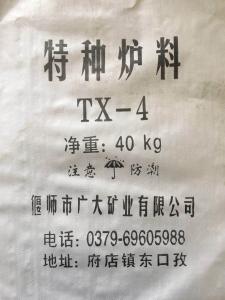 特种炉料
TX-4
净重：40 kg
注意 防潮
偃师市广大矿业有限公司
电话：0379-69605988
地址：府店镇东口孜